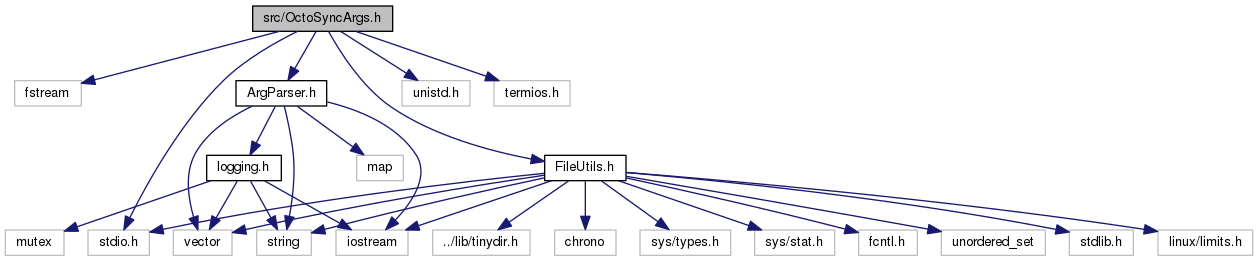 src/OctoSyncArgs.h
fstream
ArgParser.h
unistd.h
termios.h
logging.h
map
FileUtils.h
mutex
stdio.h
vector
string
iostream
../lib/tinydir.h
chrono
sys/types.h
sys/stat.h
fcntl.h
unordered_set
stdlib.h
linux/limits.h